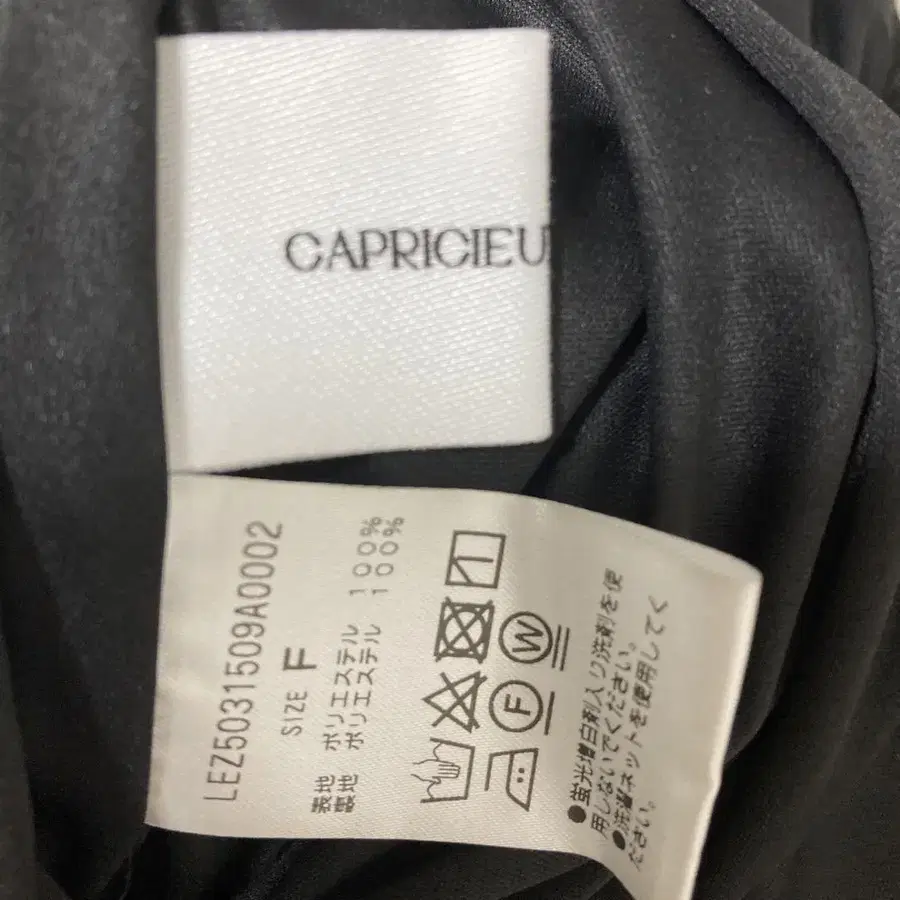 CAPRICIEU
LEZ5031509A0002
SIZE F
表地 ポリエステル 100%
裏地 ポリエステル 100%
W
F
●蛍光増白剤入り洗剤を使
用しないでください。
●洗濯ネットを使用してく
ださい。